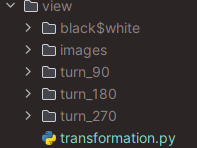 view
black$white
images
turn_90
turn_180
turn_270
transformation.py